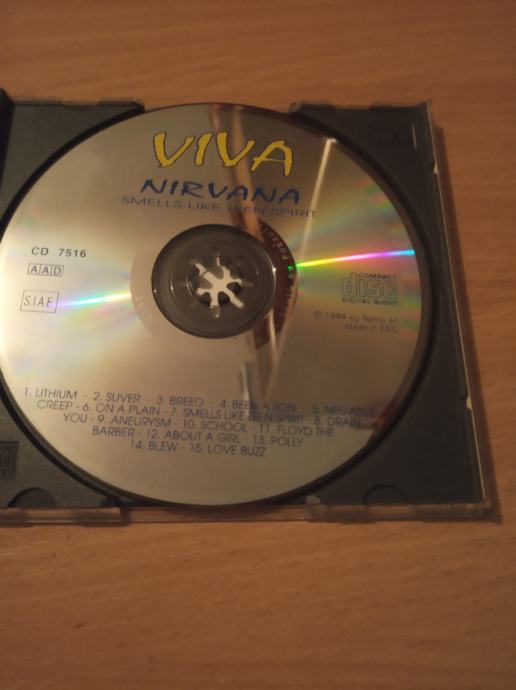 VIVA
NIRVANA
SMELLS LIKE TEEN SPIRIT
CD 7516
AAD
SIAE
COMPACT
disc
DIGITAL AUDIO
© 1994 by
Made in EEC
1. LITHIUM - 2. SLIVER - 3. BREED - 4. BEEN A SON - 5. NEGATIVE
CREEP - 6. ON A PLAIN - 7. SMELLS LIKE TEEN SPIRIT - 8. DRAIN
YOU - 9. ANEURYSM - 10. SCHOOL - 11. FLOYD THE
BARBER - 12. ABOUT A GIRL - 13. POLLY
14. BLEW - 15. LOVE BUZZ